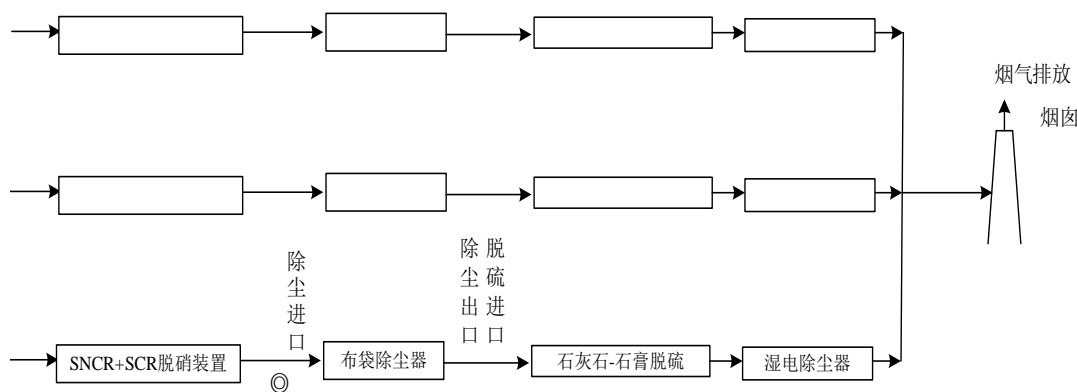 烟气排放
烟囱
除尘进口
除尘出口
脱硫进口
SNCR+SCR脱硝装置
布袋除尘器
石灰石-石膏脱硫
湿电除尘器
◎